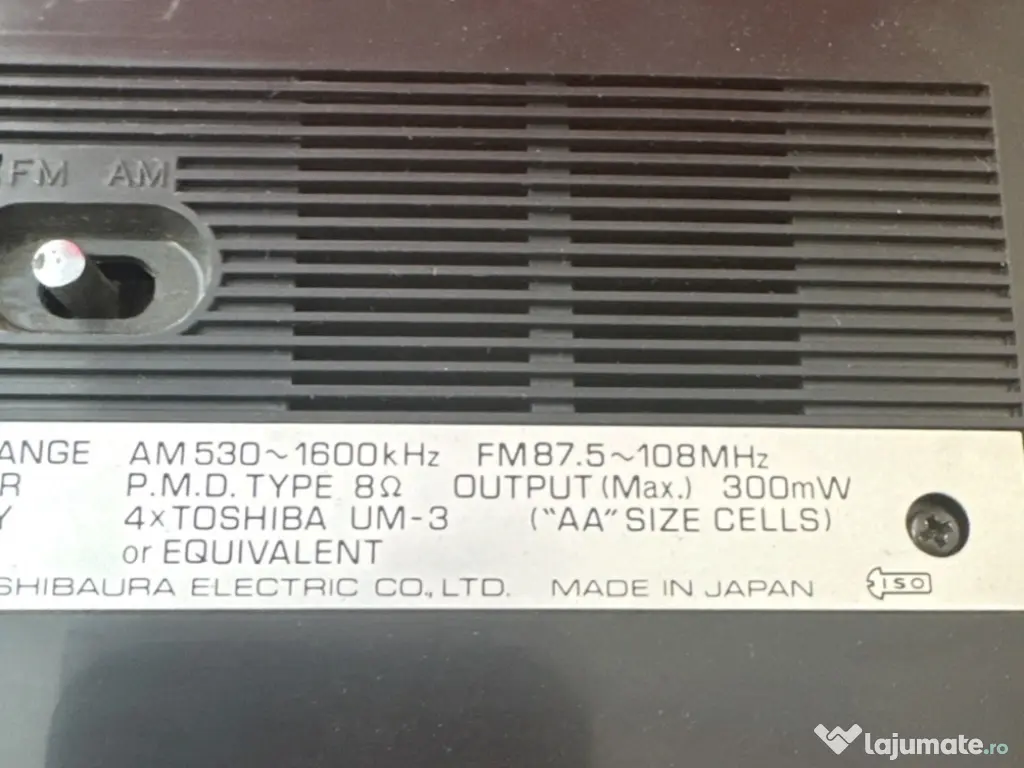 FM AM
ANGE AM 530~1600kHz FM 87.5~108MHz
R P.M.D. TYPE 8Ω OUTPUT (Max.) 300mW
Y 4×TOSHIBA UM-3 ("AA" SIZE CELLS)
or EQUIVALENT
SHIBAURA ELECTRIC CO., LTD. MADE IN JAPAN ISO
lajumate.ro